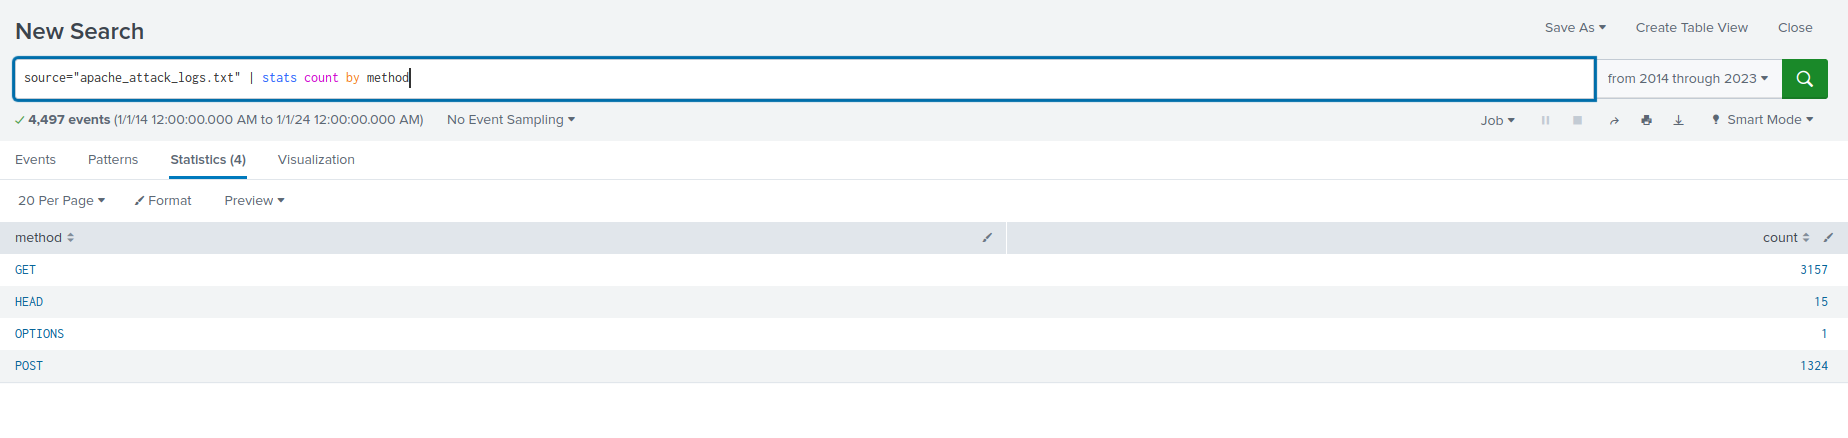 New Search
Save As Create Table View Close
source="apache_attack_logs.txt" | stats count by method
from 2014 through 2023
4,497 events (1/1/14 12:00:00.000 AM to 1/1/24 12:00:00.000 AM) No Event Sampling
Job Smart Mode
Events Patterns Statistics (4) Visualization
20 Per Page Format Preview
method count
GET 3157
HEAD 15
OPTIONS 1
POST 1324